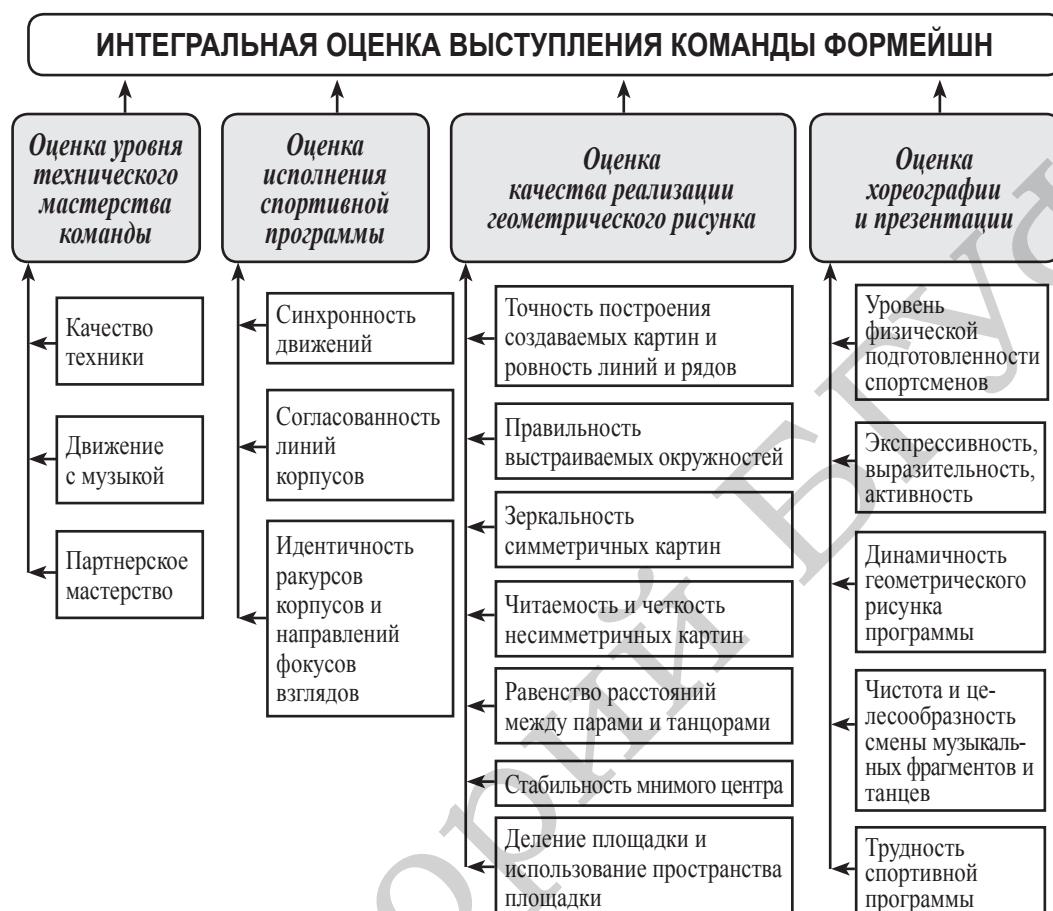 ИНТЕГРАЛЬНАЯ ОЦЕНКА ВЫСТУПЛЕНИЯ КОМАНДЫ ФОРМЕЙШН
Оценка уровня
технического
мастерства
команды
Качество
техники
Движение
с музыкой
Партнерское
мастерство
Оценка
исполнения
спортивной
программы
Синхронность
движений
Согласованность
линий
корпусов
Идентичность
ракурсов
корпусов и
направлений
фокусов
взглядов
Оценка
качества реализации
геометрического рисунка
Точность построения
создаваемых картин и
ровность линий и рядов
Правильность
выстраиваемых окружностей
Зеркальность
симметричных картин
Читаемость и четкость
несимметричных картин
Равенство расстояний
между парами и танцорами
Стабильность мнимого центра
Деление площадки и
использование пространства
площадки
Оценка
хореографии
и презентации
Уровень
физической
подготовленности
спортсменов
Экспрессивность,
выразительность,
активность
Динамичность
геометрического
рисунка
программы
Чистота и це-
лесообразность
смены музыкаль-
ных фрагментов и
танцев
Трудность
спортивной
программы